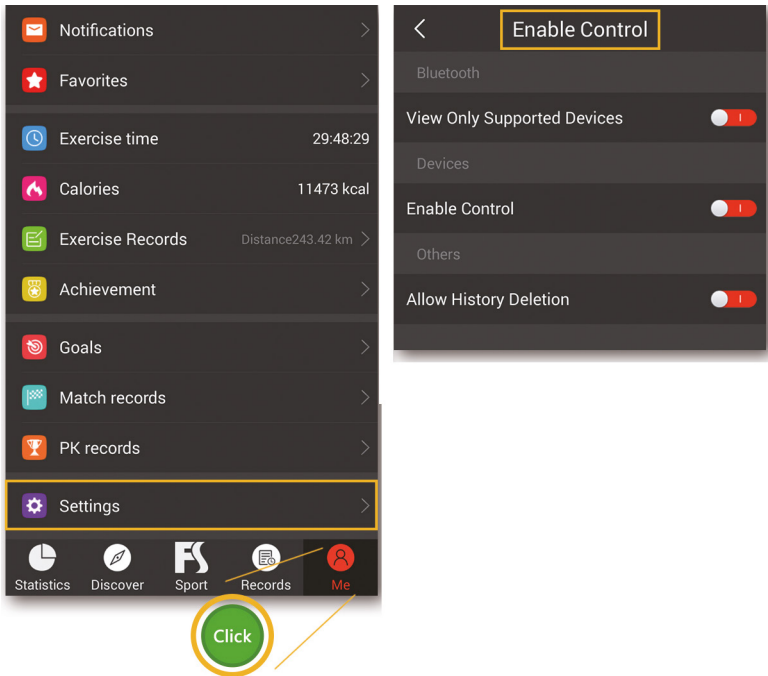 Notifications
Favorites
Exercise time 29:48:29
Calories 11473 kcal
Exercise Records Distance243.42 km
Achievement
Goals
Match records
PK records
Settings
FS
Statistics Discover Sport Records Me
Click
Enable Control
Bluetooth
View Only Supported Devices
Devices
Enable Control
Others
Allow History Deletion